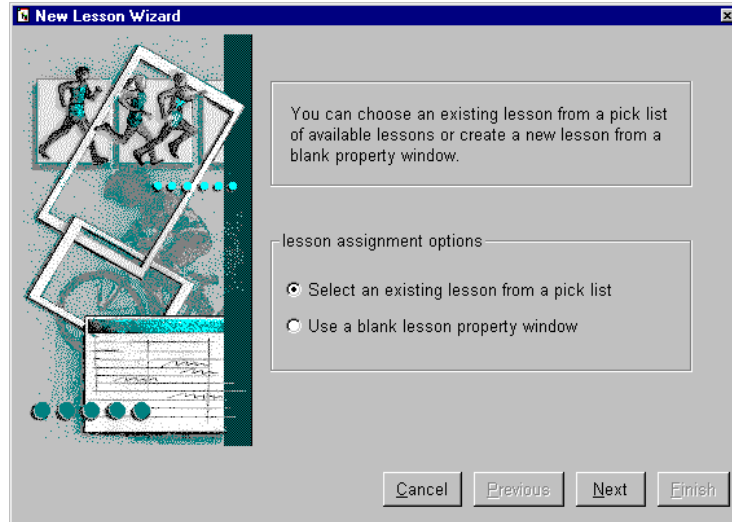 New Lesson Wizard
You can choose an existing lesson from a pick list
of available lessons or create a new lesson from a
blank property window.
lesson assignment options
Select an existing lesson from a pick list
Use a blank lesson property window
Cancel Previous Next Finish